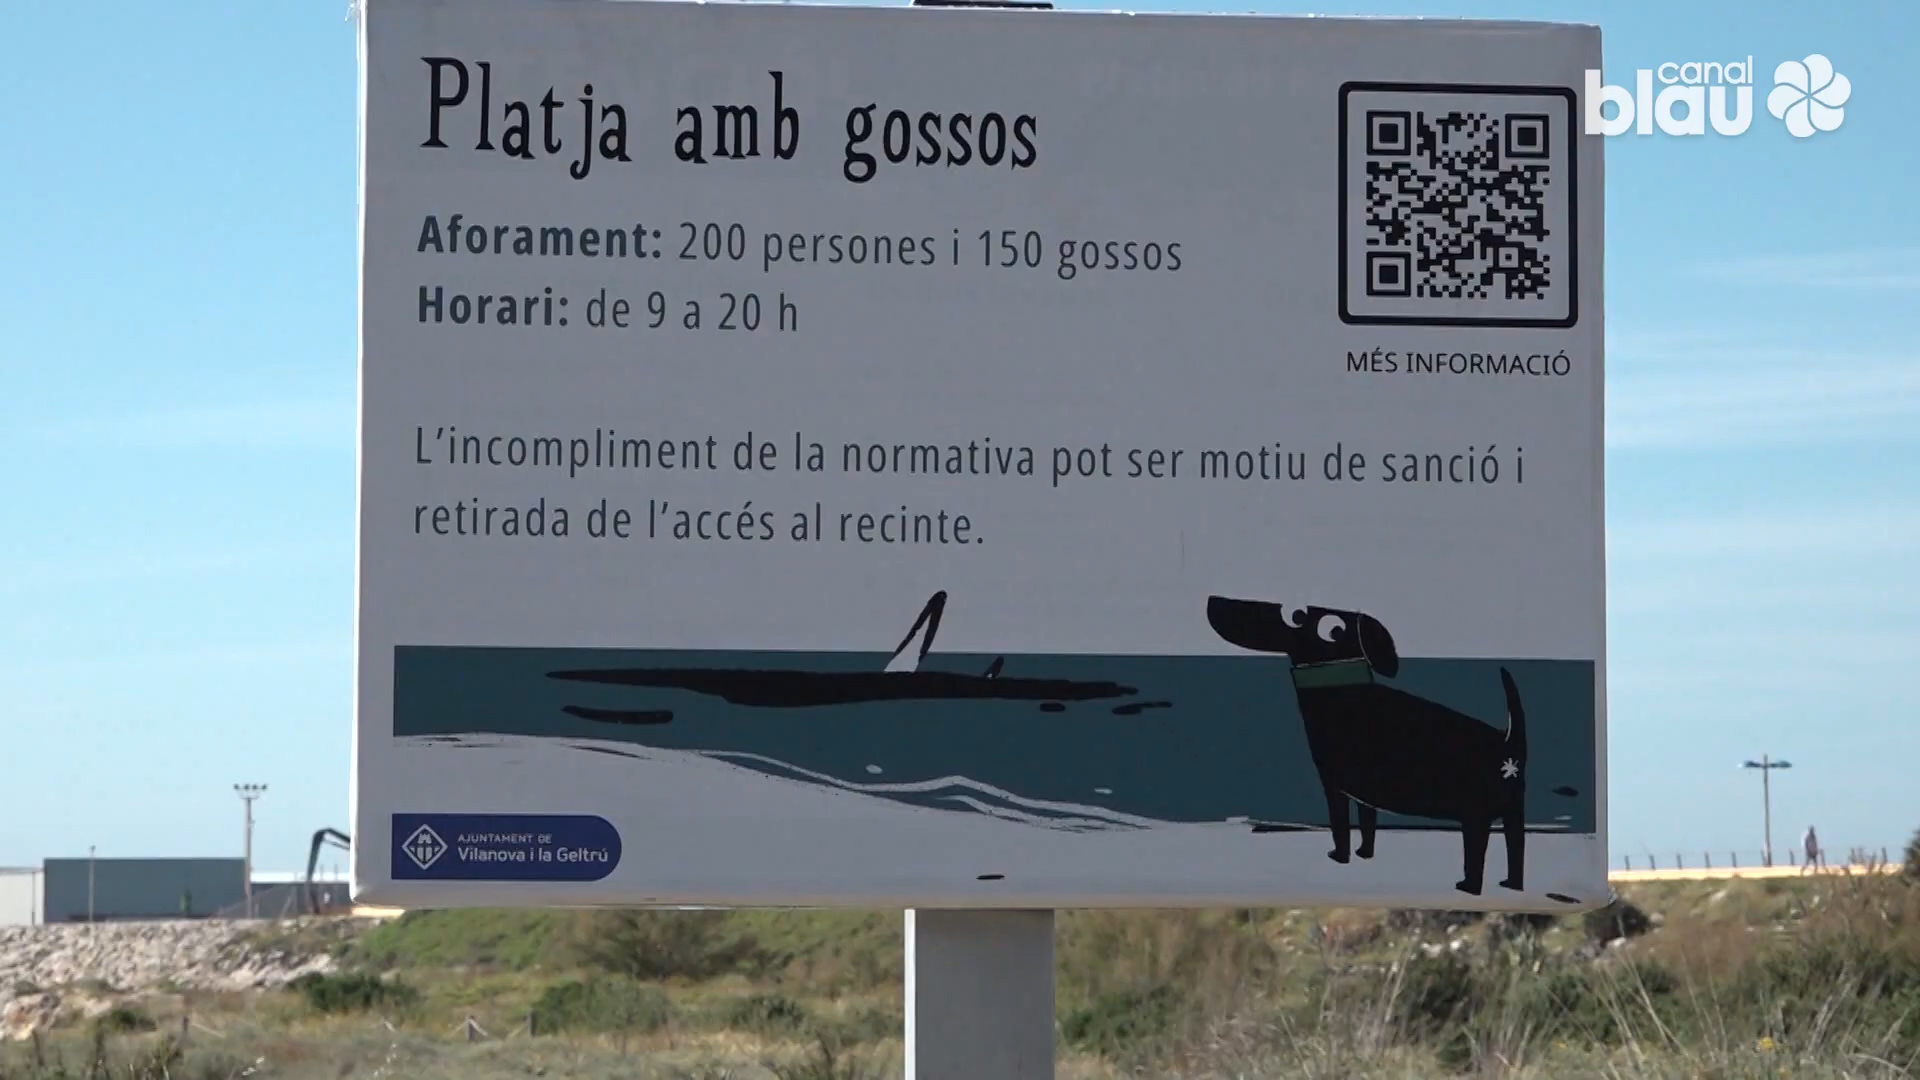 canal
blau
Platja amb gossos
Aforament: 200 persones i 150 gossos
Horari: de 9 a 20 h
MÉS INFORMACIÓ
L'incompliment de la normativa pot ser motiu de sanció i
retirada de l'accés al recinte.
AJUNTAMENT DE
Vilanova i la Geltrú